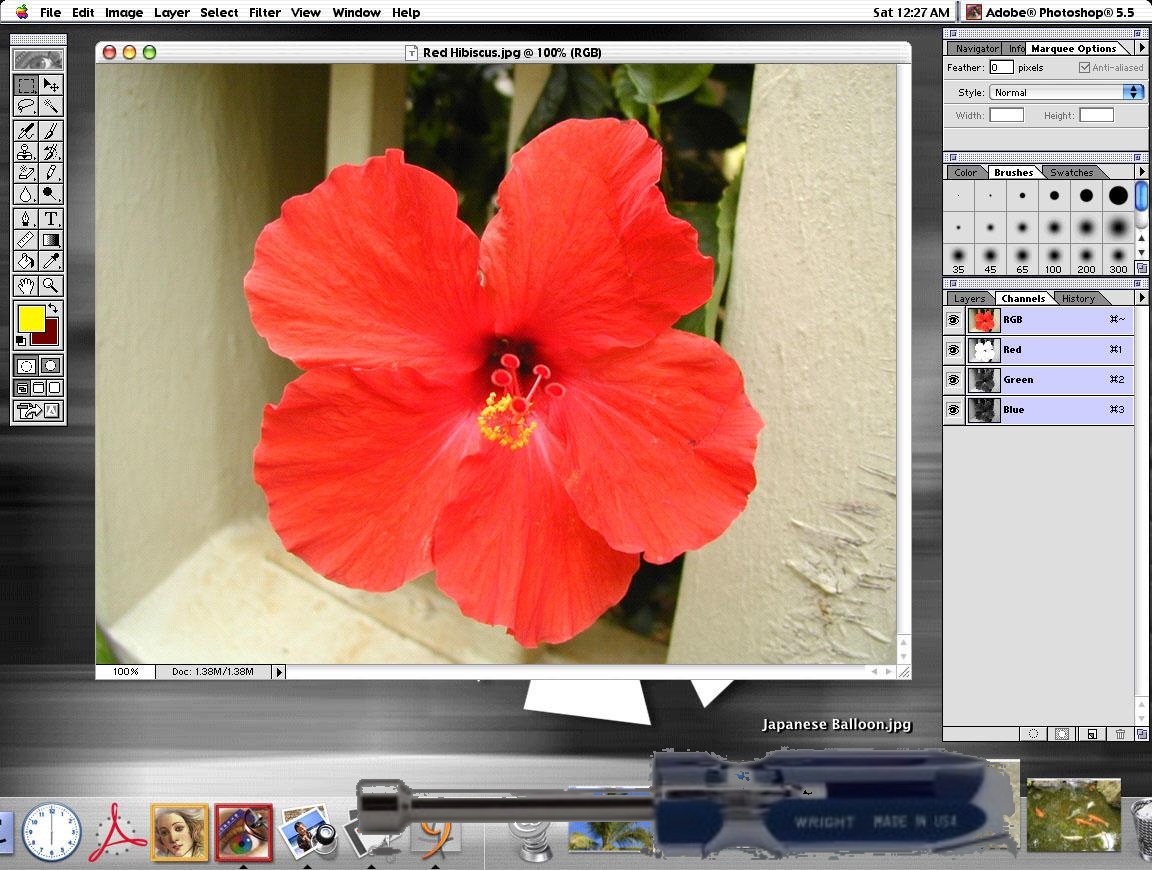 File Edit Image Layer Select Filter View Window Help
Sat 12:27 AM
Adobe® Photoshop® 5.5
Red Hibiscus.jpg @ 100% (RGB)
Navigator Info Marquee Options
Feather: 0 pixels
Anti-aliased
Style: Normal
Width:
Height:
Color Brushes Swatches
35 45 65 100 200 300
Layers Channels History
RGB ⌘~
Red ⌘1
Green ⌘2
Blue ⌘3
T
100%
Doc: 1.38M/1.38M
Japanese Balloon.jpg
WRIGHT MADE IN USA
9